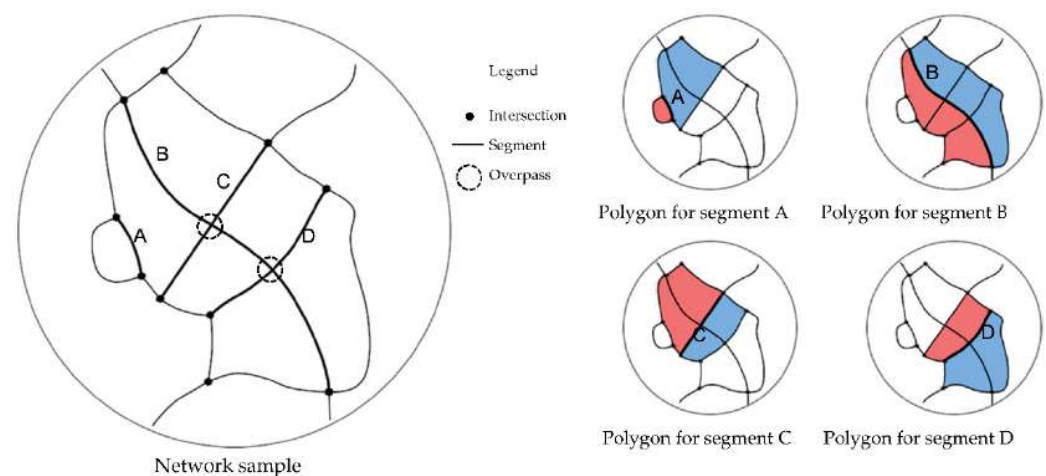 B
C
D
A
Network sample
Legend
Intersection
Segment
Overpass
A
Polygon for segment A
B
Polygon for segment B
C
Polygon for segment C
D
Polygon for segment D